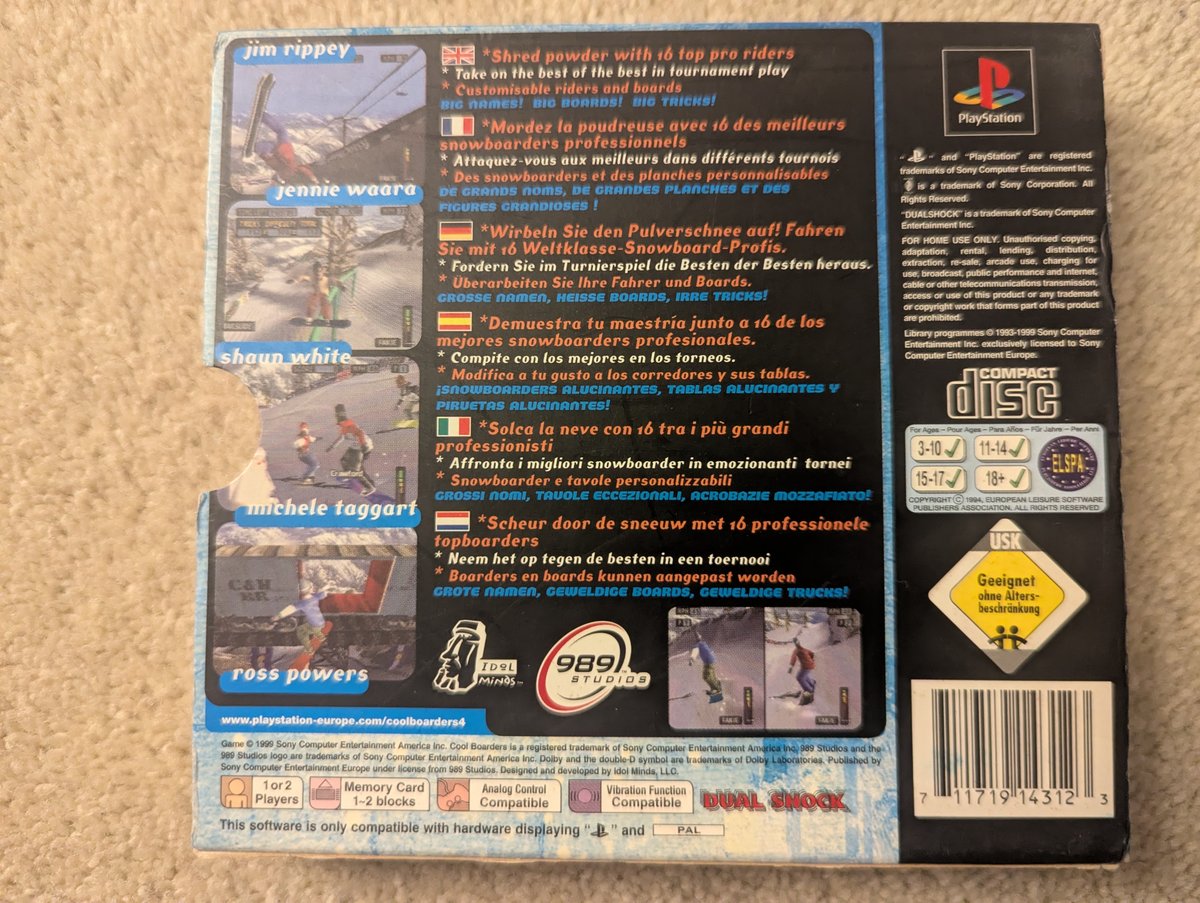 jim rippey
jennie waara
shaun white
michele taggart
ross powers
www.playstation-europe.com/coolboarders4
*Shred powder with 16 top pro riders
* Take on the best of the best in tournament play
* Customisable riders and boards
BIG NAMES! BIG BOARDS! BIG TRICKS!
*Mordez la poudreuse avec 16 des meilleurs
snowboarders professionnels
* Attaquez-vous aux meilleurs dans différents tournois
* Des snowboarders et des planches personnalisables
DE GRANDS NOMS, DE GRANDES PLANCHES ET DES
FIGURES GRANDIOSES !
*Wirbeln Sie den Pulverschnee auf! Fahren
Sie mit 16 Weltklasse-Snowboard-Profis.
* Fordern Sie im Turnierspiel die Besten der Besten heraus.
* Überarbeiten Sie Ihre Fahrer und Boards.
GROSSE NAMEN, HEISSE BOARDS, IRRE TRICKS!
*Demuestra tu maestría junto a 16 de los
mejores snowboarders profesionales.
* Compite con los mejores en los torneos.
* Modifica a tu gusto a los corredores y sus tablas.
¡SNOWBOARDERS ALUCINANTES, TABLAS ALUCINANTES Y
PIRUETAS ALUCINANTES!
*Solca la neve con 16 tra i più grandi
professionisti
* Affronta i migliori snowboarder in emozionanti tornei
* Snowboarder e tavole personalizzabili
GROSSI NOMI, TAVOLE ECCEZIONALI, ACROBAZIE MOZZAFIATO!
*Scheur door de sneeuw met 16 professionele
topboarders
* Neem het op tegen de besten in een toernooi
* Boarders en boards kunnen aangepast worden
GROTE NAMEN, GEWELDIGE BOARDS, GEWELDIGE TRUCKS!
IDOL
MINDS TM
989 TM
STUDIOS
FAKIE
FAKIE
FAKIE
FAKIE
Crawford
Game © 1999 Sony Computer Entertainment America Inc. Cool Boarders is a registered trademark of Sony Computer Entertainment America Inc. 989 Studios and the
989 Studios logo are trademarks of Sony Computer Entertainment America Inc. Dolby and the double-D symbol are trademarks of Dolby Laboratories. Published by
Sony Computer Entertainment Europe under license from 989 Studios. Designed and developed by Idol Minds, LLC.
1 or 2
Players
Memory Card
1–2 blocks
Analog Control
Compatible
Vibration Function
Compatible
DUAL SHOCK
This software is only compatible with hardware displaying " " and PAL
PlayStation
" " and "PlayStation" are registered
trademarks of Sony Computer Entertainment Inc.
is a trademark of Sony Corporation. All
Rights Reserved.
"DUALSHOCK" is a trademark of Sony Computer
Entertainment Inc.
FOR HOME USE ONLY. Unauthorised copying,
adaptation, rental, lending, distribution,
extraction, re-sale, arcade use, charging for
use, broadcast, public performance and internet,
cable or other telecommunications transmission,
access or use of this product or any trademark
or copyright work that forms part of this product
are prohibited.
Library programmes © 1993-1999 Sony Computer
Entertainment Inc. exclusively licensed to Sony
Computer Entertainment Europe.
COMPACT
disc
For Ages – Pour Ages – Para Años – Für Jahre – Per Anni
3-10 11-14
15-17 18+
ELSPA
COPYRIGHT © 1994, EUROPEAN LEISURE SOFTWARE
PUBLISHERS ASSOCIATION. ALL RIGHTS RESERVED
USK
Geeignet
ohne Alters-
beschränkung
7 11719 14312 3